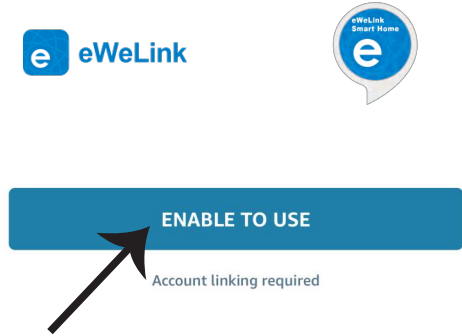 e eWeLink
eWeLink
Smart Home
e
ENABLE TO USE
Account linking required